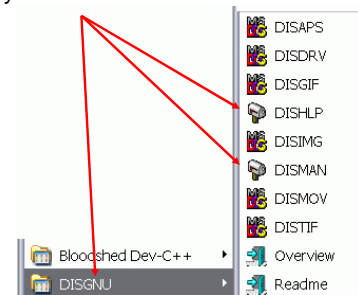 y
DISAPS
DISDRV
DISGIF
DISHLP
DISIMG
DISMAN
DISMOV
DISTIF
Bloodshed Dev-C++
Overview
DISGNU
Readme